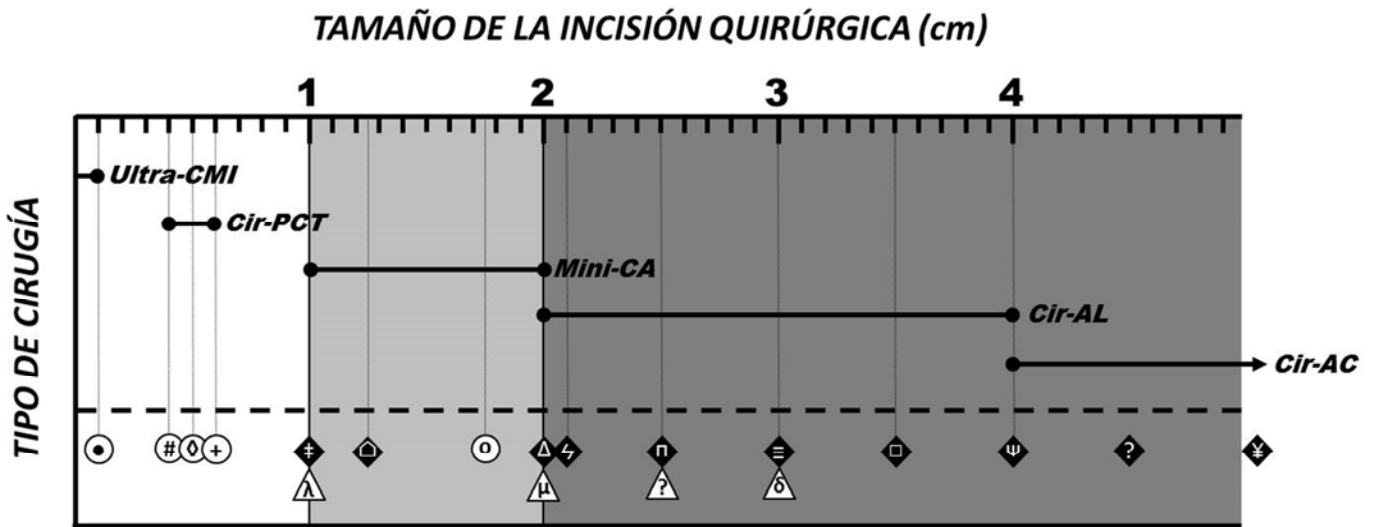 TAMAÑO DE LA INCISIÓN QUIRÚRGICA (cm)
1 2 3 4
TIPO DE CIRUGÍA
Ultra-CMI
Cir-PCT
Mini-CA
Cir-AL
Cir-AC
# ◊ + ‡ Ω Δ ϟ π ≡ □ Ψ ? ¥
λ μ ? δ